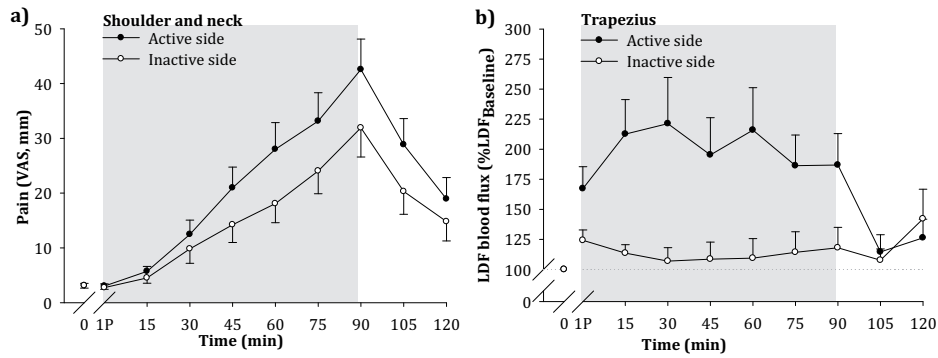 a)
Shoulder and neck
Active side
Inactive side
Pain (VAS, mm)
50
40
30
20
10
0
0 1P 15 30 45 60 75 90 105 120
Time (min)
b)
Trapezius
Active side
Inactive side
LDF blood flux (%LDFBaseline)
300
275
250
225
200
175
150
125
100
0
0 1P 15 30 45 60 75 90 105 120
Time (min)